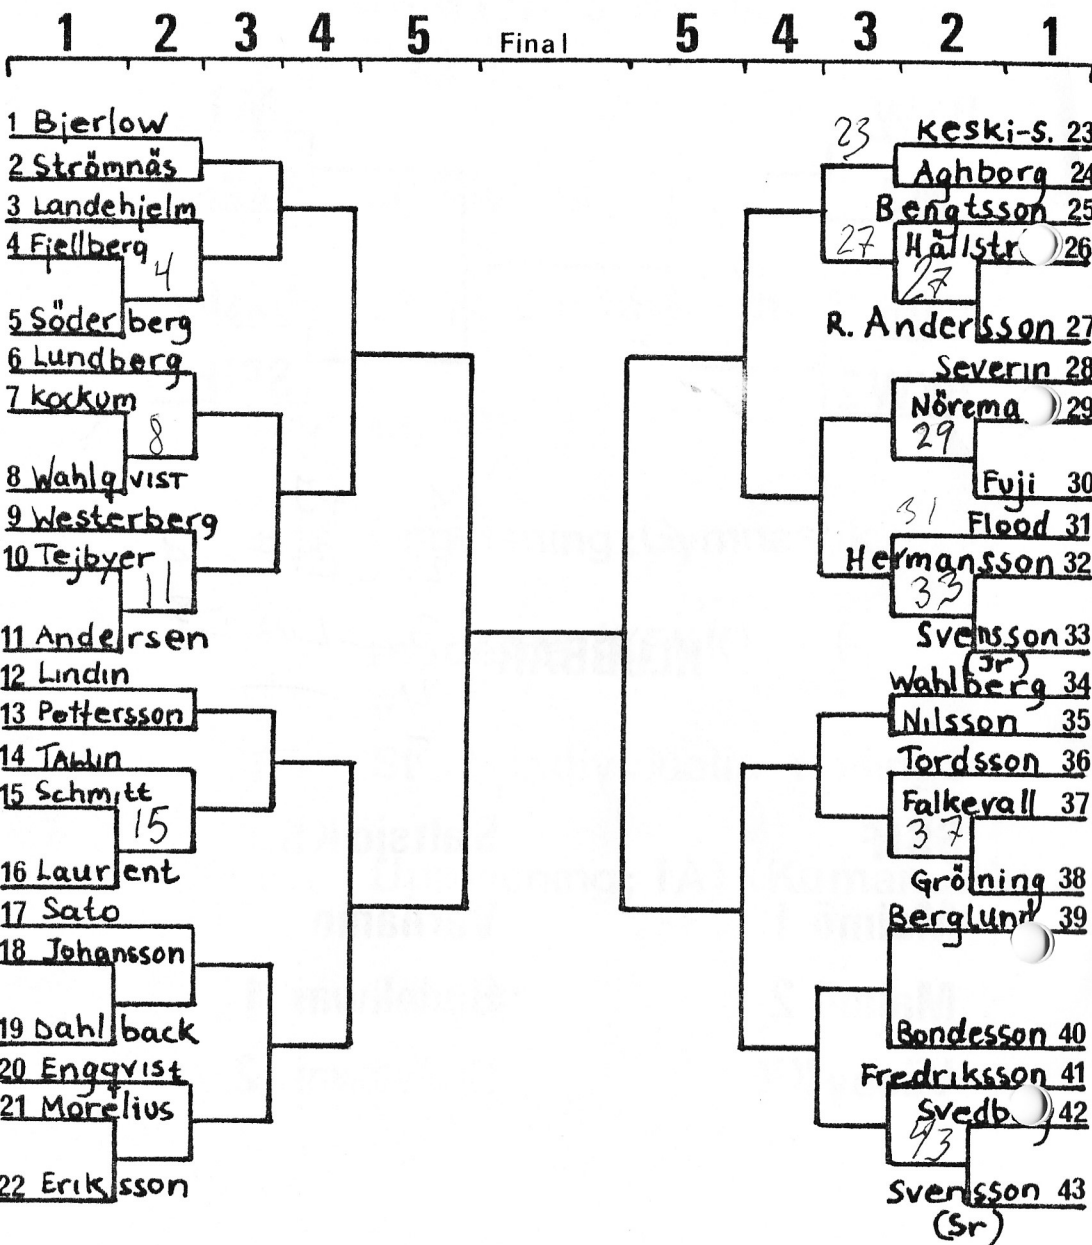 1 2 3 4 5 Final 5 4 3 2 1
1 Bjerlow
2 Strömnäs
3 Landehjelm
4 Fjellberg
4
5 Söderberg
6 Lundberg
7 Kockum
8
8 Wahlqvist
9 Westerberg
10 Tejbyer
11
11 Andersen
12 Lindin
13 Pettersson
14
15 Schmitt
15
16 Laurent
17 Sato
18 Johansson
19 Dahlback
20 Engqvist
21 Morelius
22 Eriksson
23
Keski-S. 23
Aghborg 24
Bengtsson 25
27
Hällstr 26
27
R. Andersson 27
Severin 28
Nörema 29
29
Fuji 30
31
Flood 31
Hermansson 32
33
Svensson 33
(Jr)
Wahlberg 34
Nilsson 35
Tordsson 36
Falkevall 37
37
Gröning 38
Berglund 39
Bondesson 40
Fredriksson 41
Svedb 42
43
Svensson 43
(Sr)